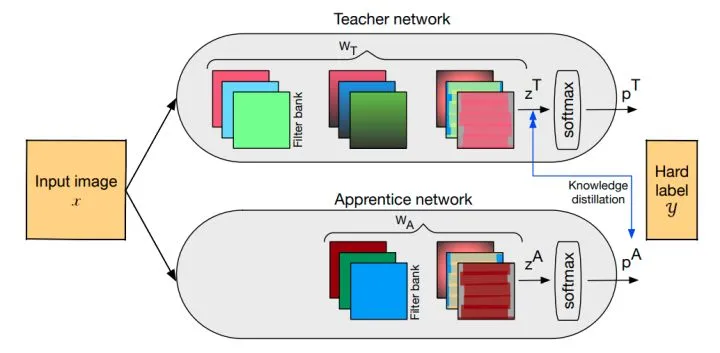 Teacher network
W_T
Filter bank
z^T
softmax
p^T
Input image
x
Knowledge
distillation
Hard
label
y
Apprentice network
W_A
Filter bank
z^A
softmax
p^A